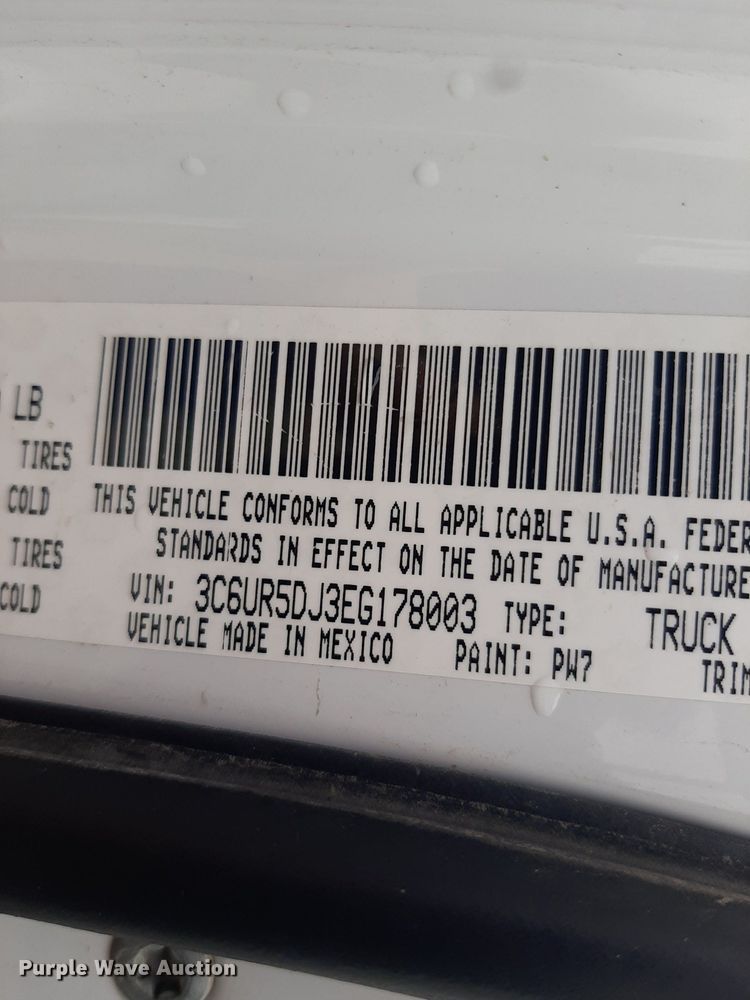 LB
TIRES
COLD
TIRES
COLD
THIS VEHICLE CONFORMS TO ALL APPLICABLE U.S.A. FEDER
STANDARDS IN EFFECT ON THE DATE OF MANUFACTURE
VIN: 3C6UR5DJ3EG178003 TYPE: TRUCK
VEHICLE MADE IN MEXICO PAINT: PW7 TRIM
Purple Wave Auction